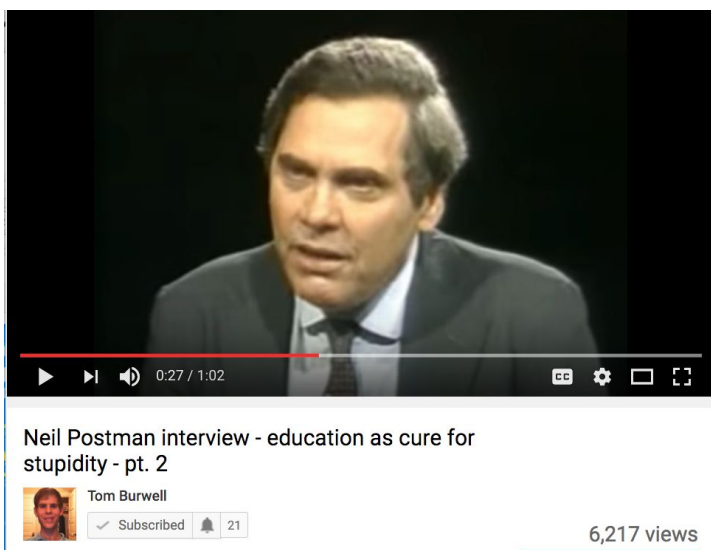 0:27 / 1:02
CC
Neil Postman interview - education as cure for
stupidity - pt. 2
Tom Burwell
Subscribed 21
6,217 views